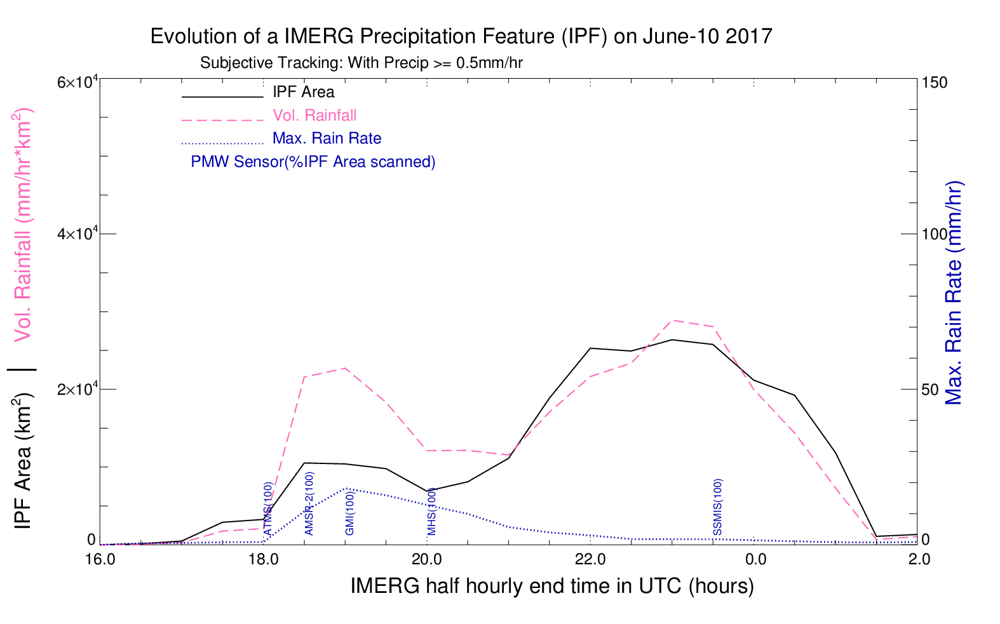 Evolution of a IMERG Precipitation Feature (IPF) on June-10 2017
Subjective Tracking: With Precip >= 0.5mm/hr
IPF Area
Vol. Rainfall
Max. Rain Rate
PMW Sensor(%IPF Area scanned)
6×10⁴
4×10⁴
2×10⁴
0
IPF Area (km²) | Vol. Rainfall (mm/hr*km²)
150
100
50
0
Max. Rain Rate (mm/hr)
ATMS(100)
AMSR-2(100)
GMI(100)
MHS(100)
SSMIS(100)
16.0 18.0 20.0 22.0 0.0 2.0
IMERG half hourly end time in UTC (hours)